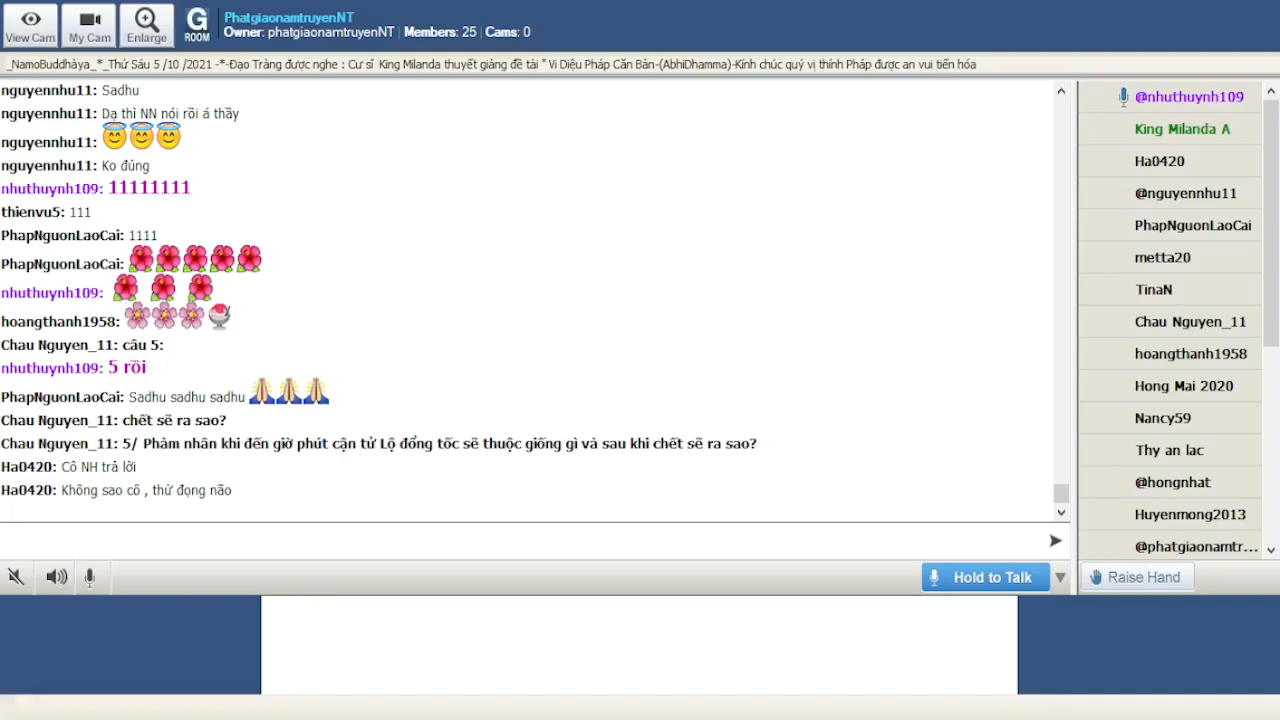 View Cam
My Cam
Enlarge
G
ROOM
PhatgiaonamtruyenNT
Owner: phatgiaonamtruyenNT | Members: 25 | Cams: 0
_NamoBuddhàya_*_Thứ Sáu 5 /10 /2021 -*-Đạo Tràng được nghe : Cư sĩ King Milanda thuyết giảng đề tài " Vi Diệu Pháp Căn Bản-(AbhiDhamma)-Kính chúc quý vị thính Pháp được an vui tiến hóa
nguyennhu11: Sadhu
nguyennhu11: Dạ thì NN nói rồi á thầy
nguyennhu11:
nguyennhu11: Ko đúng
nhuthuynh109: 11111111
thienvu5: 111
PhapNguonLaoCai: 1111
PhapNguonLaoCai:
nhuthuynh109:
hoangthanh1958:
Chau Nguyen_11: câu 5:
nhuthuynh109: 5 rồi
PhapNguonLaoCai: Sadhu sadhu sadhu
Chau Nguyen_11: chết sẽ ra sao?
Chau Nguyen_11: 5/ Phàm nhân khi đến giờ phút cận tử Lộ đổng tốc sẽ thuộc giống gì và sau khi chết sẽ ra sao?
Ha0420: Cô NH trả lời
Ha0420: Không sao cô , thử đọng não
@nhuthuynh109
King Milanda A
Ha0420
@nguyennhu11
PhapNguonLaoCai
metta20
TinaN
Chau Nguyen_11
hoangthanh1958
Hong Mai 2020
Nancy59
Thy an lac
@hongnhat
Huyenmong2013
@phatgiaonamtr...
Hold to Talk
Raise Hand